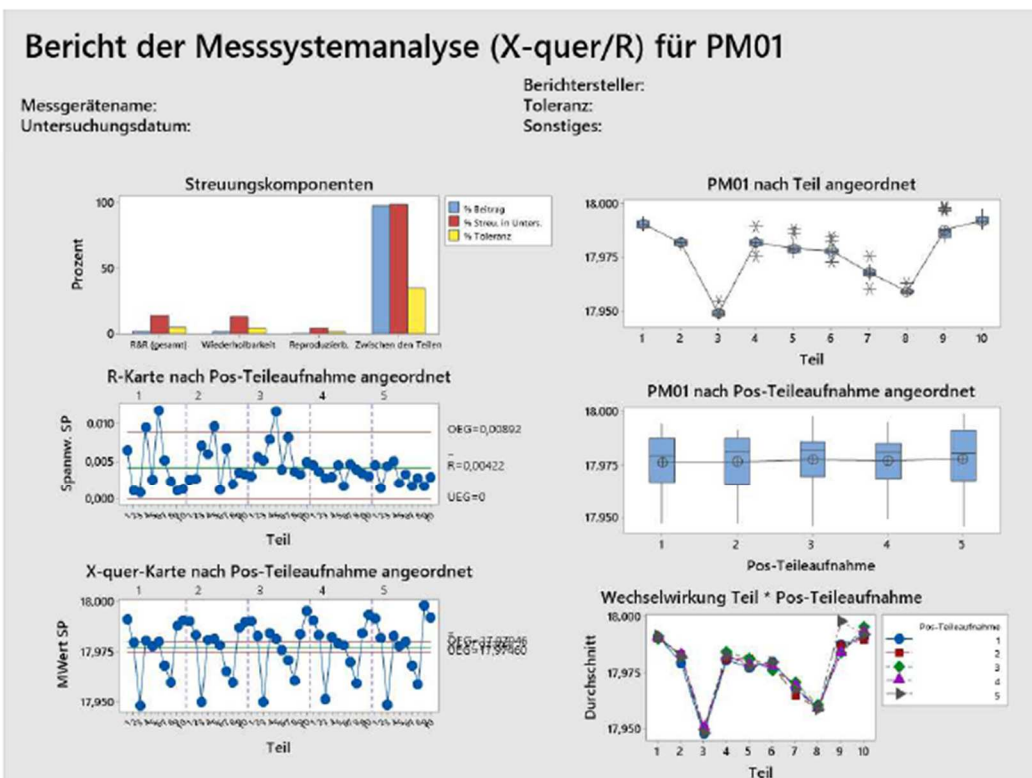 Bericht der Messsystemanalyse (X-quer/R) für PM01
Messgerätename:
Untersuchungsdatum:
Berichtersteller:
Toleranz:
Sonstiges:
Streuungskomponenten
100
50
0
Prozent
R&R (gesamt) Wiederholbarkeit Reproduzierb. Zwischen den Teilen
% Beitrag
% Streu. in Unters.
% Toleranz
R-Karte nach Pos-Teileaufnahme angeordnet
1 2 3 4 5
0,010
0,005
0,000
Spannw. SP
OEG=0,00892
R=0,00422
UEG=0
Teil
X-quer-Karte nach Pos-Teileaufnahme angeordnet
1 2 3 4 5
18,000
17,975
17,950
MWert SP
Teil
PM01 nach Teil angeordnet
18,000
17,975
17,950
1 2 3 4 5 6 7 8 9 10
Teil
PM01 nach Pos-Teileaufnahme angeordnet
18,000
17,975
17,950
1 2 3 4 5
Pos-Teileaufnahme
Wechselwirkung Teil * Pos-Teileaufnahme
18,000
17,975
17,950
Durchschnitt
1 2 3 4 5 6 7 8 9 10
Teil
Pos-Teileaufnahme
1
2
3
4
5